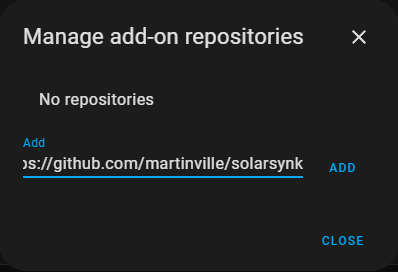 Manage add-on repositories
No repositories
Add
ps://github.com/martinville/solarsynk
ADD
CLOSE